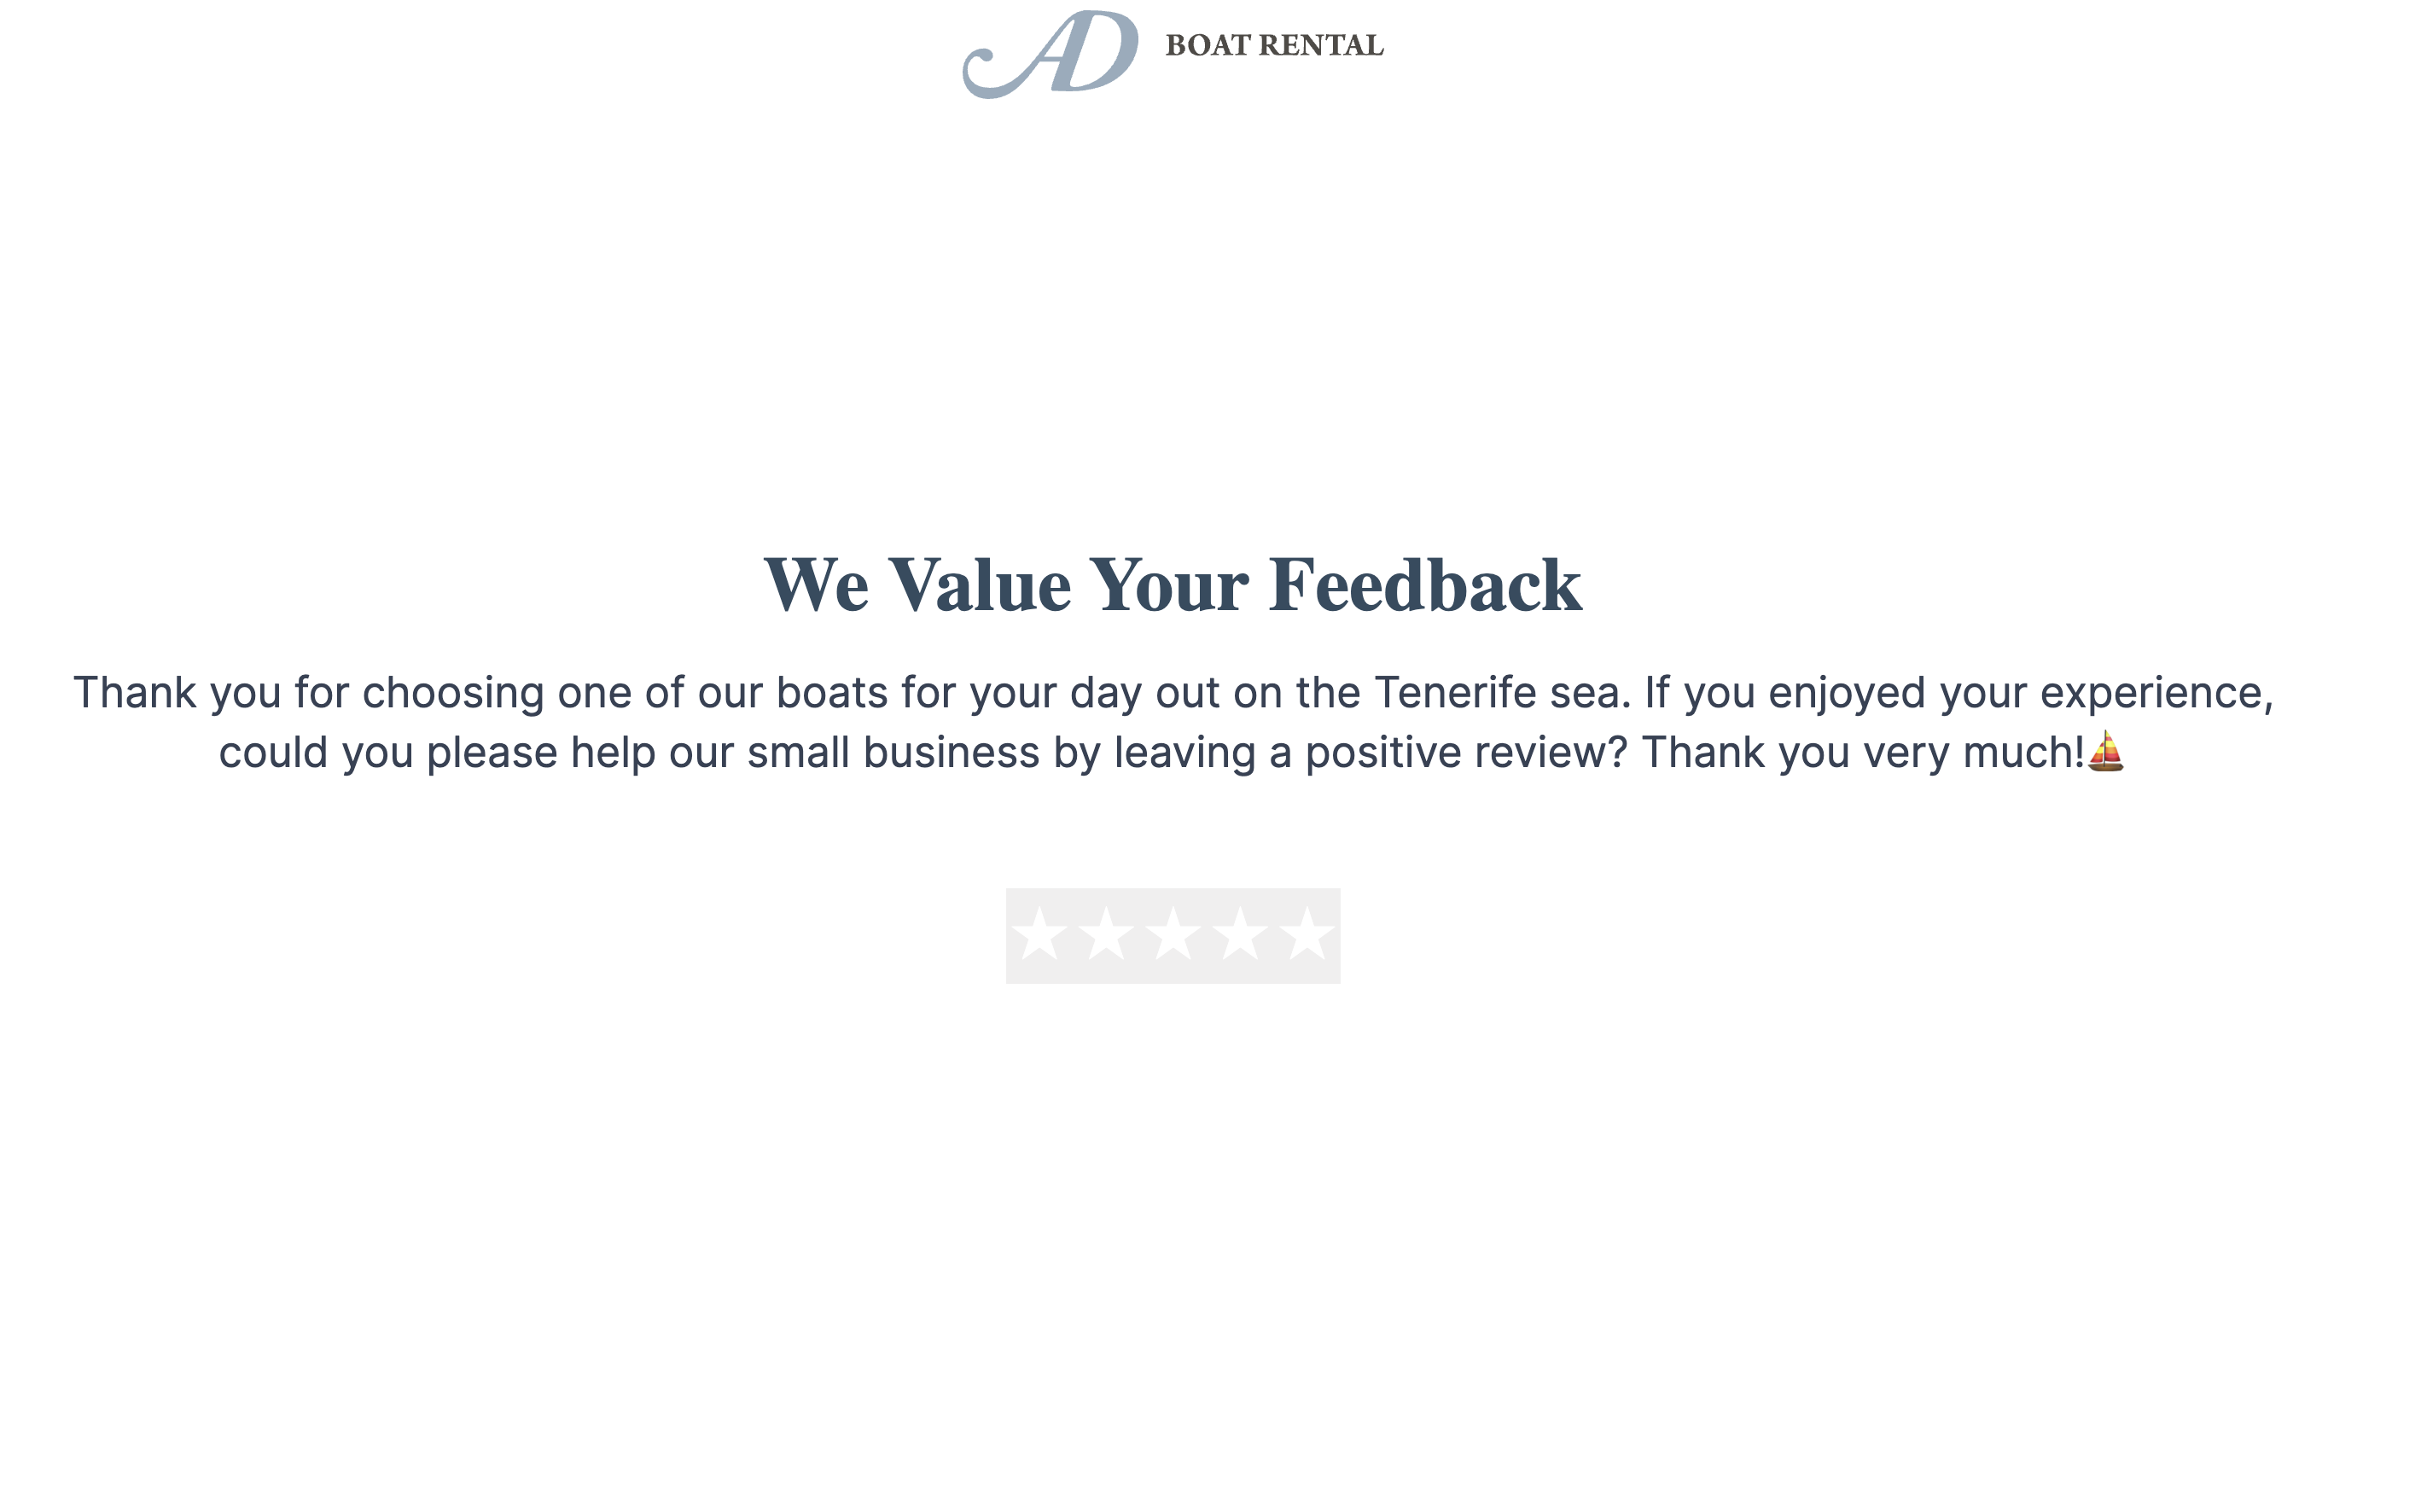 AD BOAT RENTAL
We Value Your Feedback
Thank you for choosing one of our boats for your day out on the Tenerife sea. If you enjoyed your experience,
could you please help our small business by leaving a positive review? Thank you very much!⛵